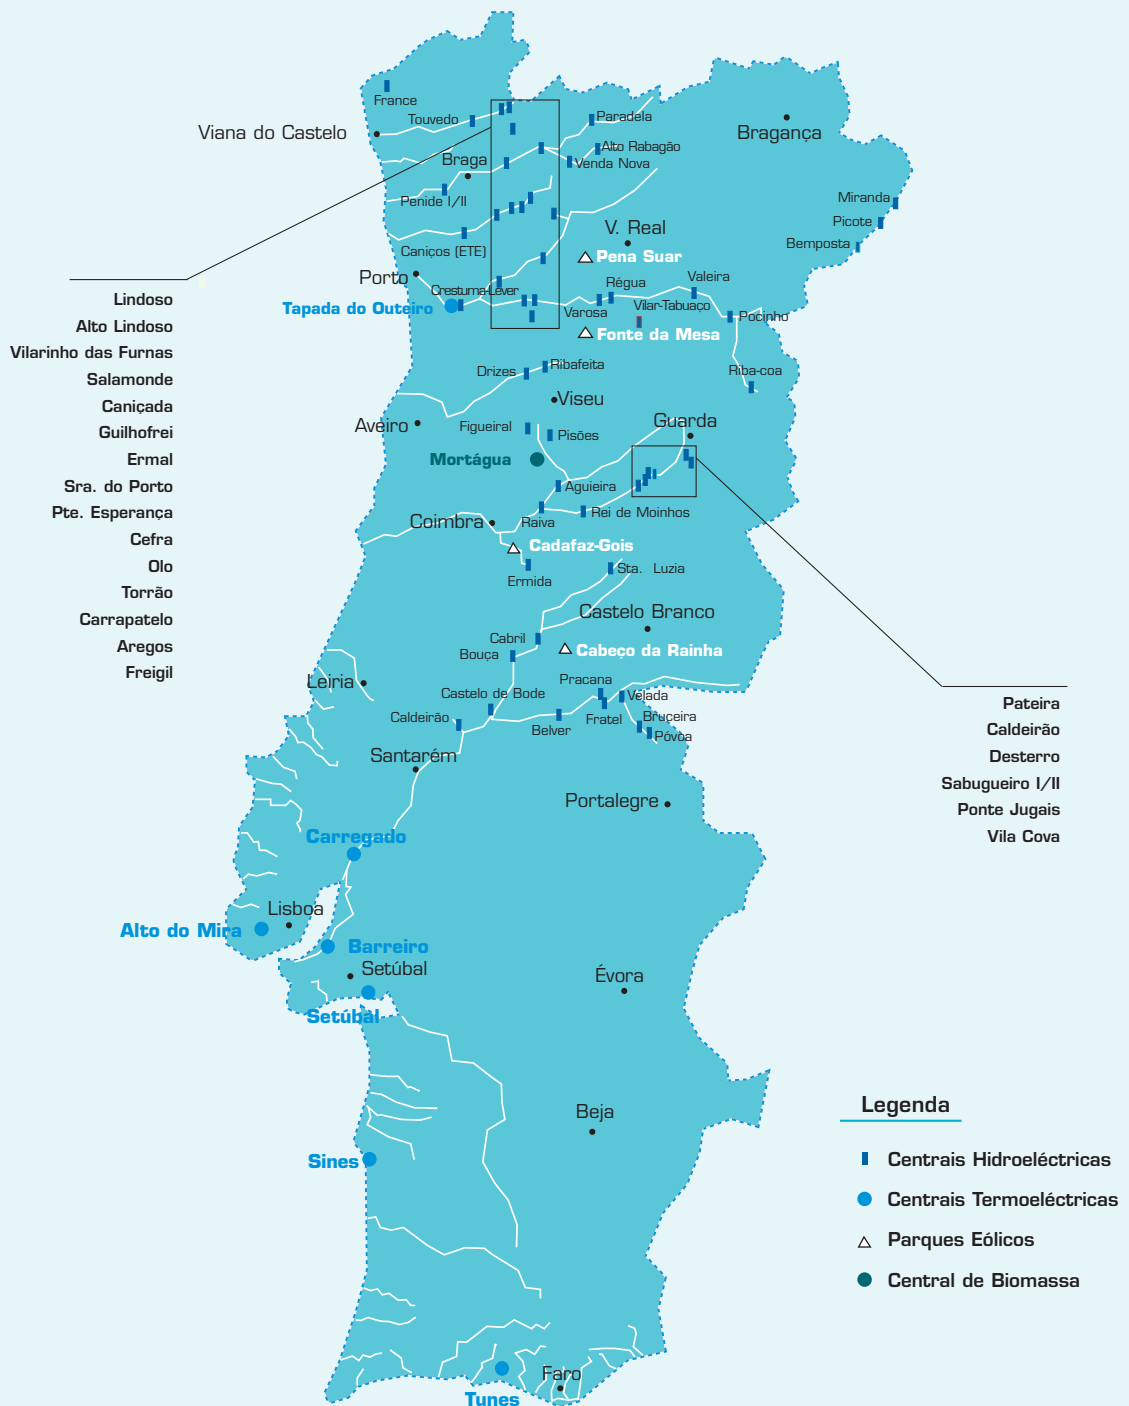 France
Viana do Castelo
Touvedo
Paradela
Bragança
Braga
Alto Rabagão
Venda Nova
Penide I/II
Miranda
Picote
Bemposta
V. Real
Caniços (ETE)
Pena Suar
Porto
Crestuma-Lever
Régua
Valeira
Tapada do Outeiro
Varosa
Vilar-Tabuaço
Pocinho
Fonte da Mesa
Lindoso
Alto Lindoso
Vilarinho das Furnas
Salamonde
Caniçada
Guilhofrei
Ermal
Sra. do Porto
Pte. Esperança
Cefra
Olo
Torrão
Carrapatelo
Aregos
Freigil
Drizes
Ribafeita
Riba-coa
Viseu
Aveiro
Figueiral
Pisões
Guarda
Mortágua
Aguieira
Coimbra
Raiva
Rei de Moinhos
Cadafaz-Gois
Ermida
Sta. Luzia
Castelo Branco
Cabril
Bouça
Cabeço da Rainha
Leiria
Pracana
Castelo de Bode
Velada
Caldeirão
Belver
Fratel
Bruçeira
Póvoa
Pateira
Caldeirão
Desterro
Sabugueiro I/II
Ponte Jugais
Vila Cova
Santarém
Portalegre
Carregado
Lisboa
Alto do Mira
Barreiro
Setúbal
Évora
Setúbal
Beja
Sines
Faro
Tunes
Legenda
Centrais Hidroeléctricas
Centrais Termoeléctricas
Parques Eólicos
Central de Biomassa